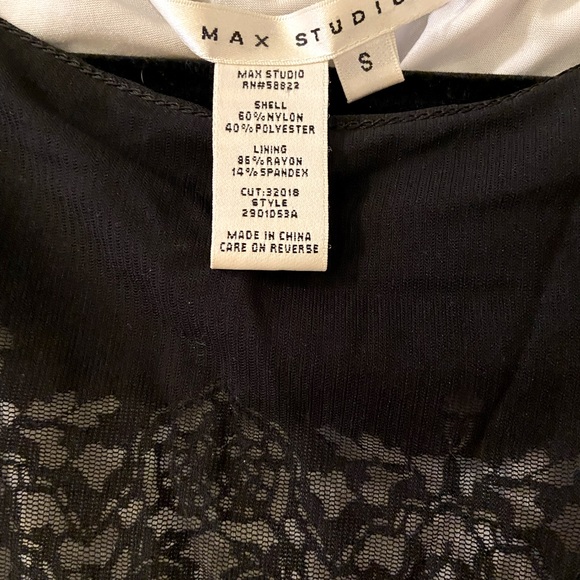 MAX STUDIO
S
MAX STUDIO
RN#58822
SHELL
60%NYLON
40%POLYESTER
LINING
86%RAYON
14%SPANDEX
CUT:32018
STYLE
2901D53A
MADE IN CHINA
CARE ON REVERSE